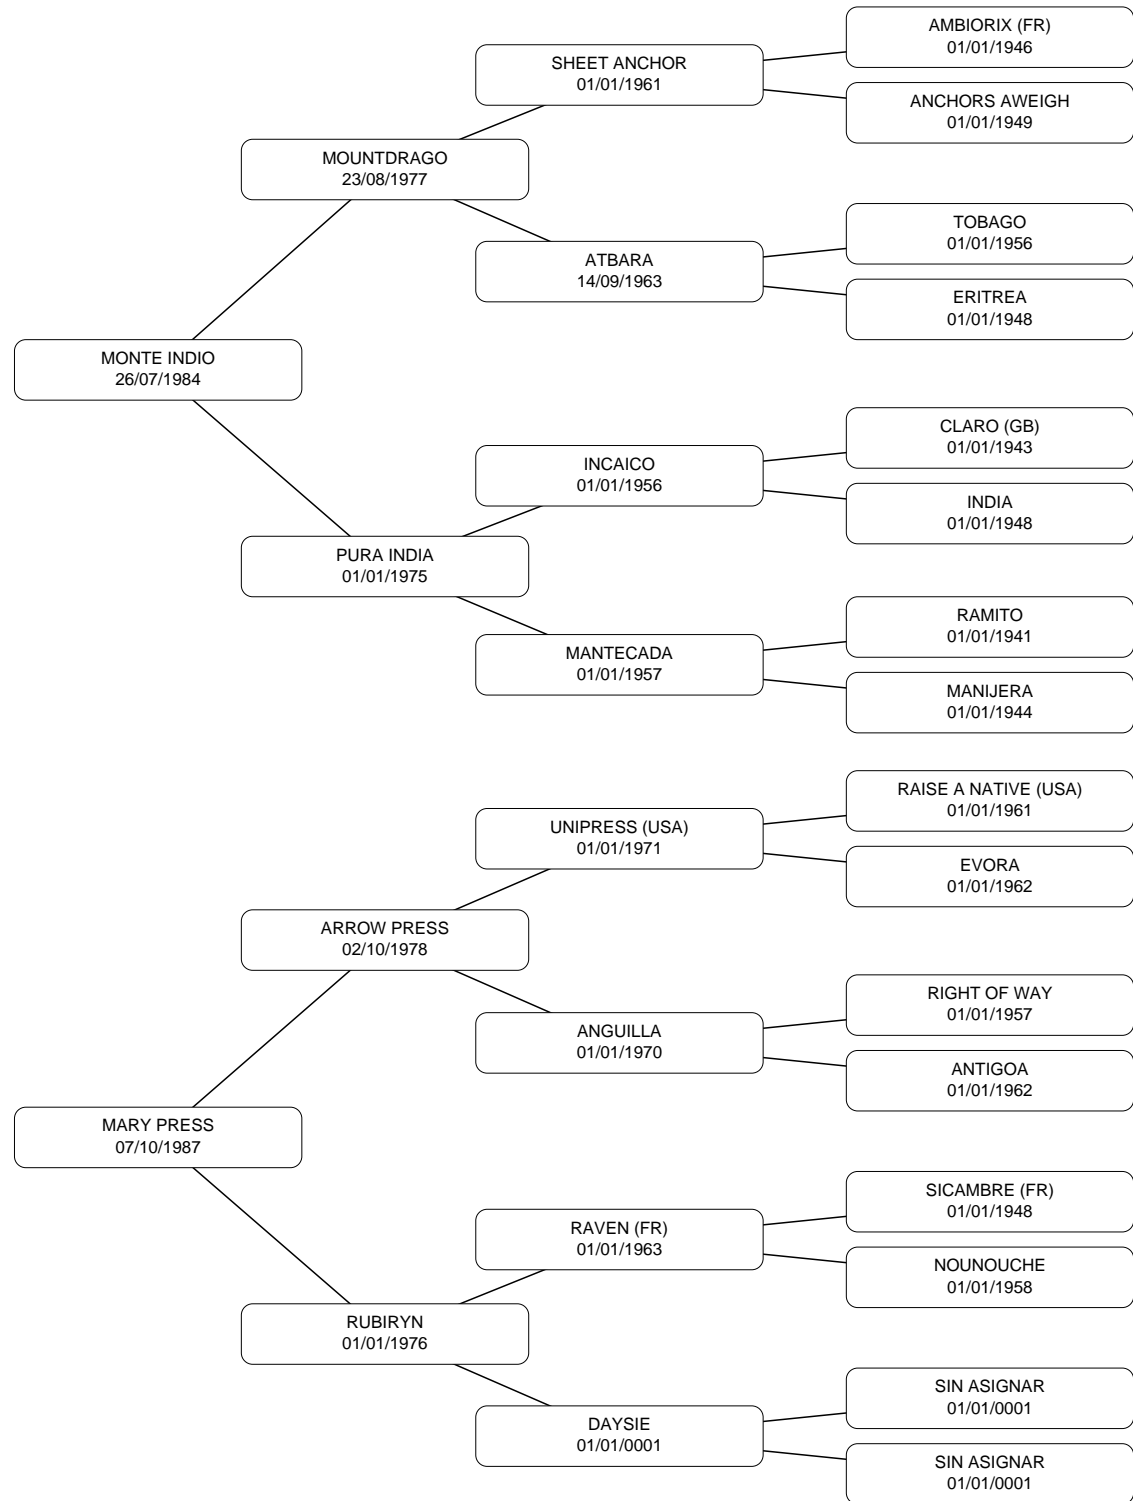 AMBIORIX (FR)
01/01/1946
SHEET ANCHOR
01/01/1961
ANCHORS AWEIGH
01/01/1949
MOUNTDRAGO
23/08/1977
TOBAGO
01/01/1956
ATBARA
14/09/1963
ERITREA
01/01/1948
MONTE INDIO
26/07/1984
CLARO (GB)
01/01/1943
INCAICO
01/01/1956
INDIA
01/01/1948
PURA INDIA
01/01/1975
RAMITO
01/01/1941
MANTECADA
01/01/1957
MANIJERA
01/01/1944
RAISE A NATIVE (USA)
01/01/1961
UNIPRESS (USA)
01/01/1971
EVORA
01/01/1962
ARROW PRESS
02/10/1978
RIGHT OF WAY
01/01/1957
ANGUILLA
01/01/1970
ANTIGOA
01/01/1962
MARY PRESS
07/10/1987
SICAMBRE (FR)
01/01/1948
RAVEN (FR)
01/01/1963
NOUNOUCHE
01/01/1958
RUBIRYN
01/01/1976
SIN ASIGNAR
01/01/0001
DAYSIE
01/01/0001
SIN ASIGNAR
01/01/0001